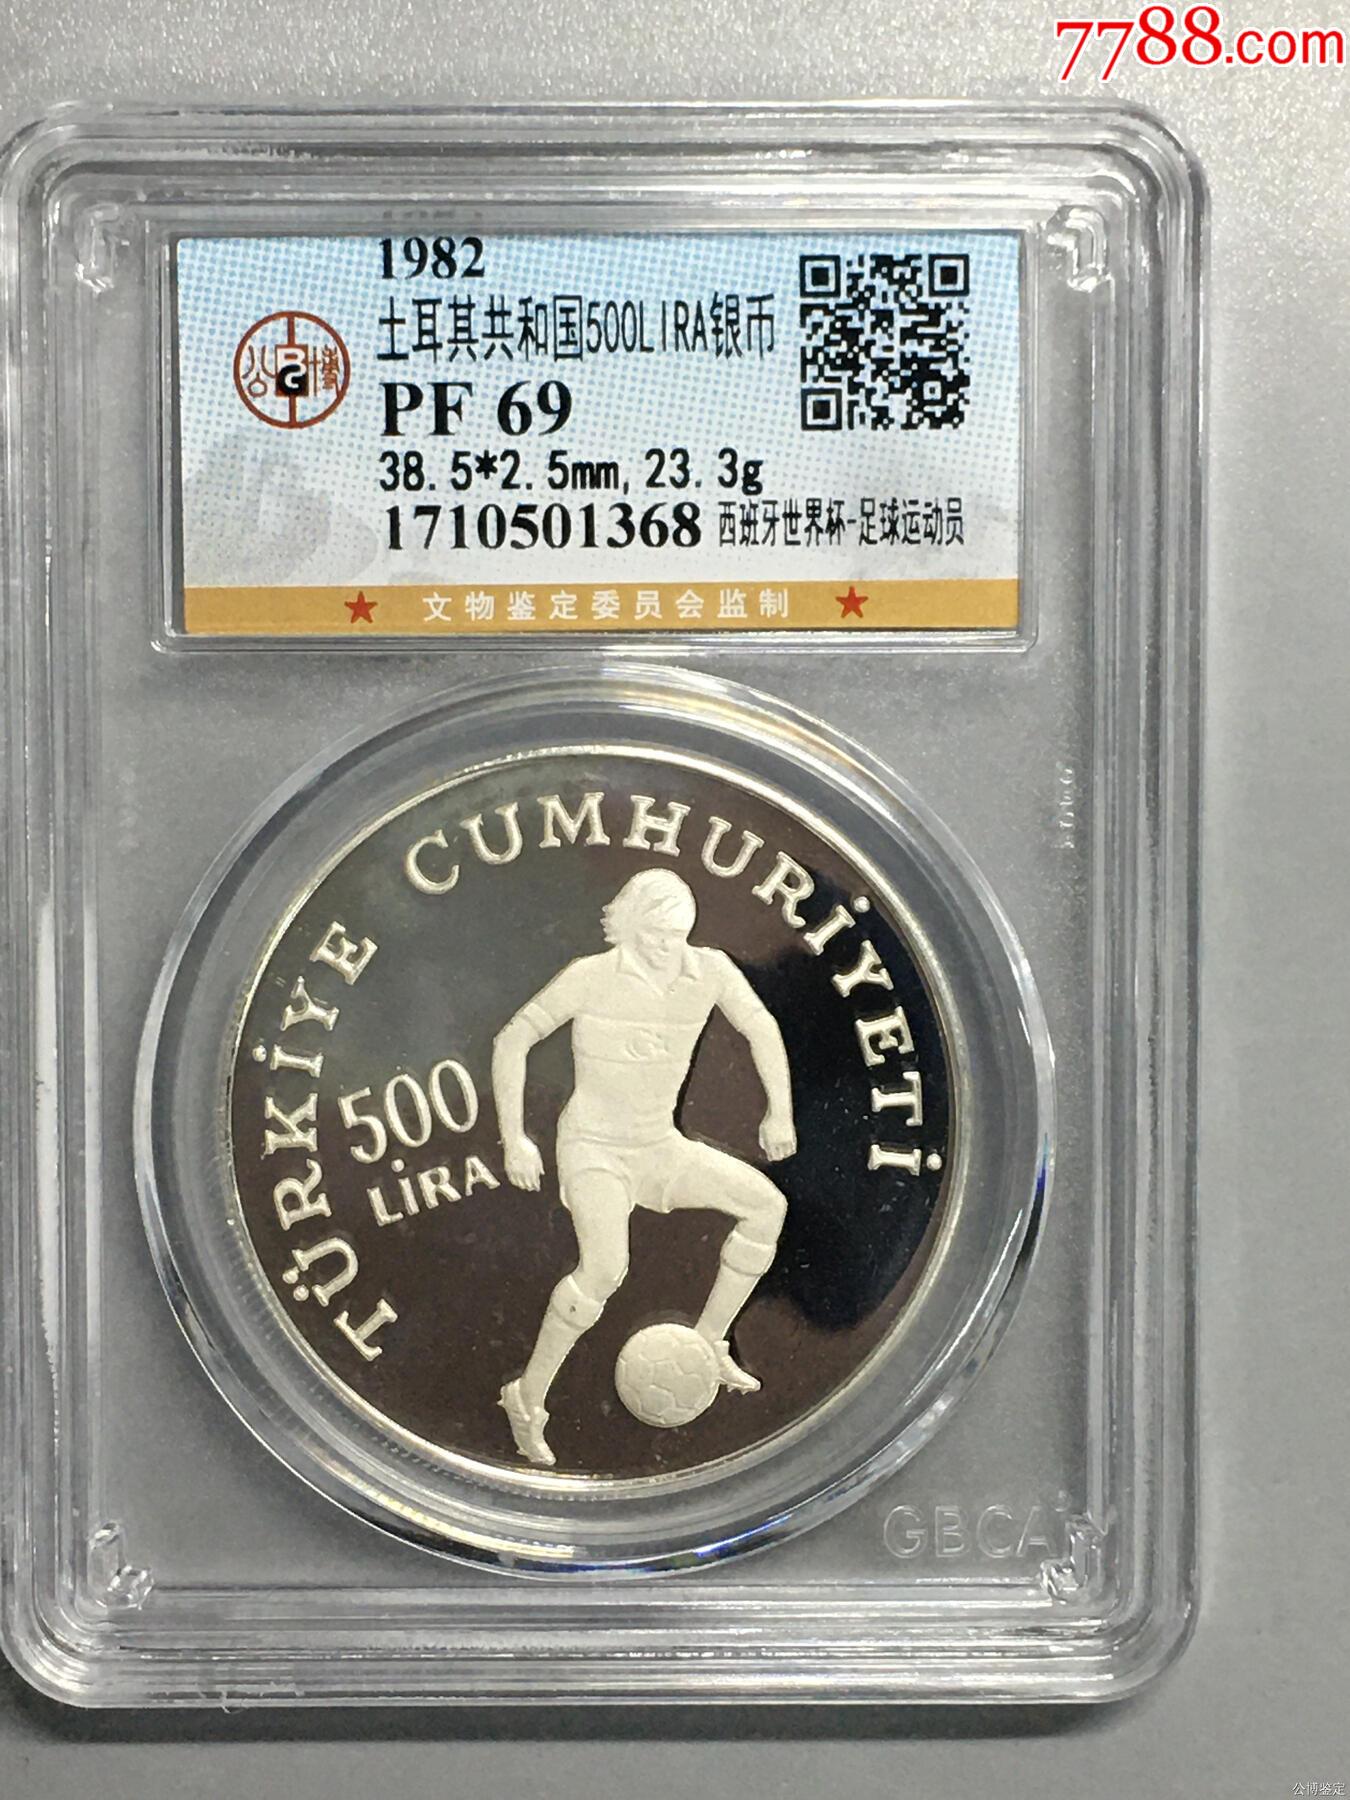 7788.com
1982
土耳其共和国500LIRA银币
公博
PF 69
38.5*2.5mm,23.3g
1710501368 西班牙世界杯-足球运动员
★ 文物鉴定委员会监制 ★
TÜRKİYE CUMHURİYETİ
500
LİRA
GBCA
公博鉴定